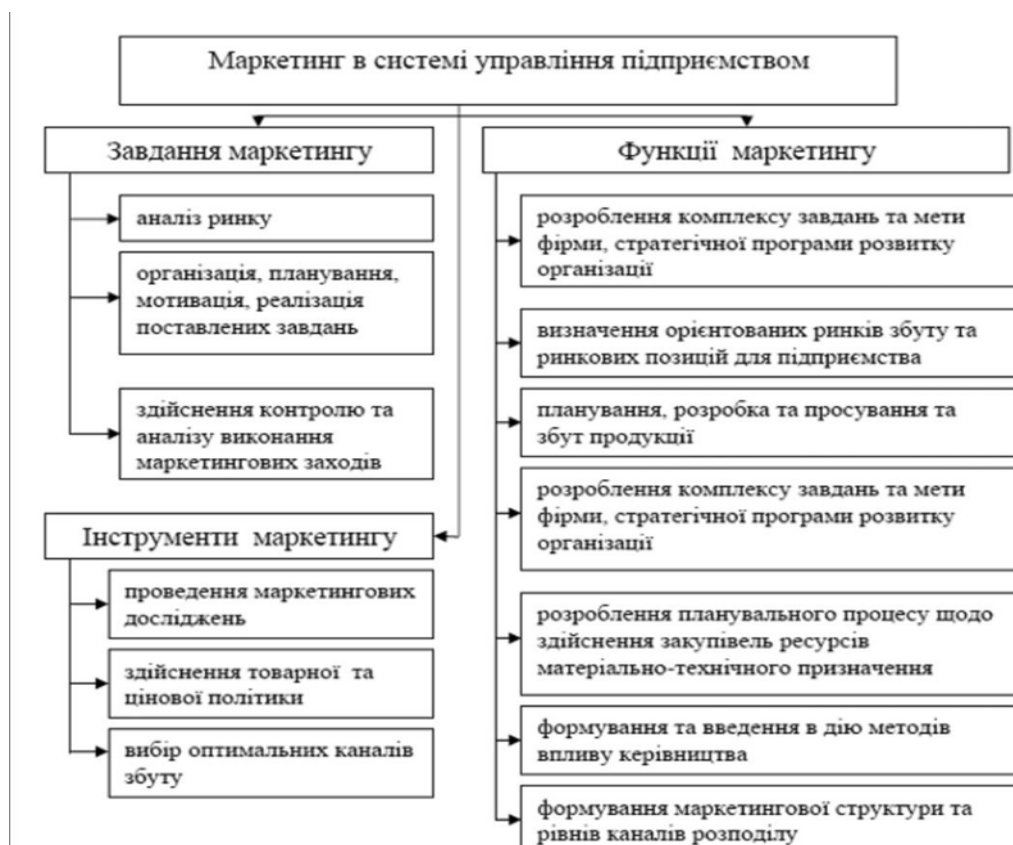 Маркетинг в системі управління підприємством
Завдання маркетингу
аналіз ринку
організація, планування,
мотивація, реалізація
поставлених завдань
здійснення контролю та
аналізу виконання
маркетингових заходів
Інструменти маркетингу
проведення маркетингових
досліджень
здійснення товарної та
цінової політики
вибір оптимальних каналів
збуту
Функції маркетингу
розроблення комплексу завдань та мети
фірми, стратегічної програми розвитку
організації
визначення орієнтованих ринків збуту та
ринкових позицій для підприємства
планування, розробка та просування та
збут продукції
розроблення комплексу завдань та мети
фірми, стратегічної програми розвитку
організації
розроблення планувального процесу щодо
здійснення закупівель ресурсів
матеріально-технічного призначення
формування та введення в дію методів
впливу керівництва
формування маркетингової структури та
рівнів каналів розподілу